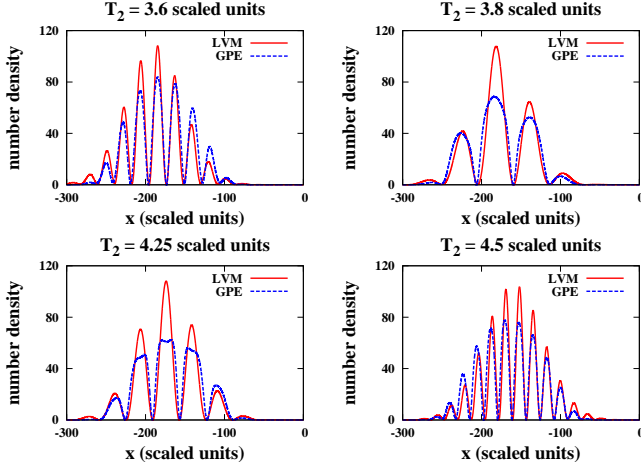 T2 = 3.6 scaled units
number density
120
80
40
0
-300
-200
-100
0
x (scaled units)
LVM
GPE
T2 = 3.8 scaled units
number density
120
80
40
0
-300
-200
-100
0
x (scaled units)
LVM
GPE
T2 = 4.25 scaled units
number density
120
80
40
0
-300
-200
-100
0
x (scaled units)
LVM
GPE
T2 = 4.5 scaled units
number density
120
80
40
0
-300
-200
-100
0
x (scaled units)
LVM
GPE